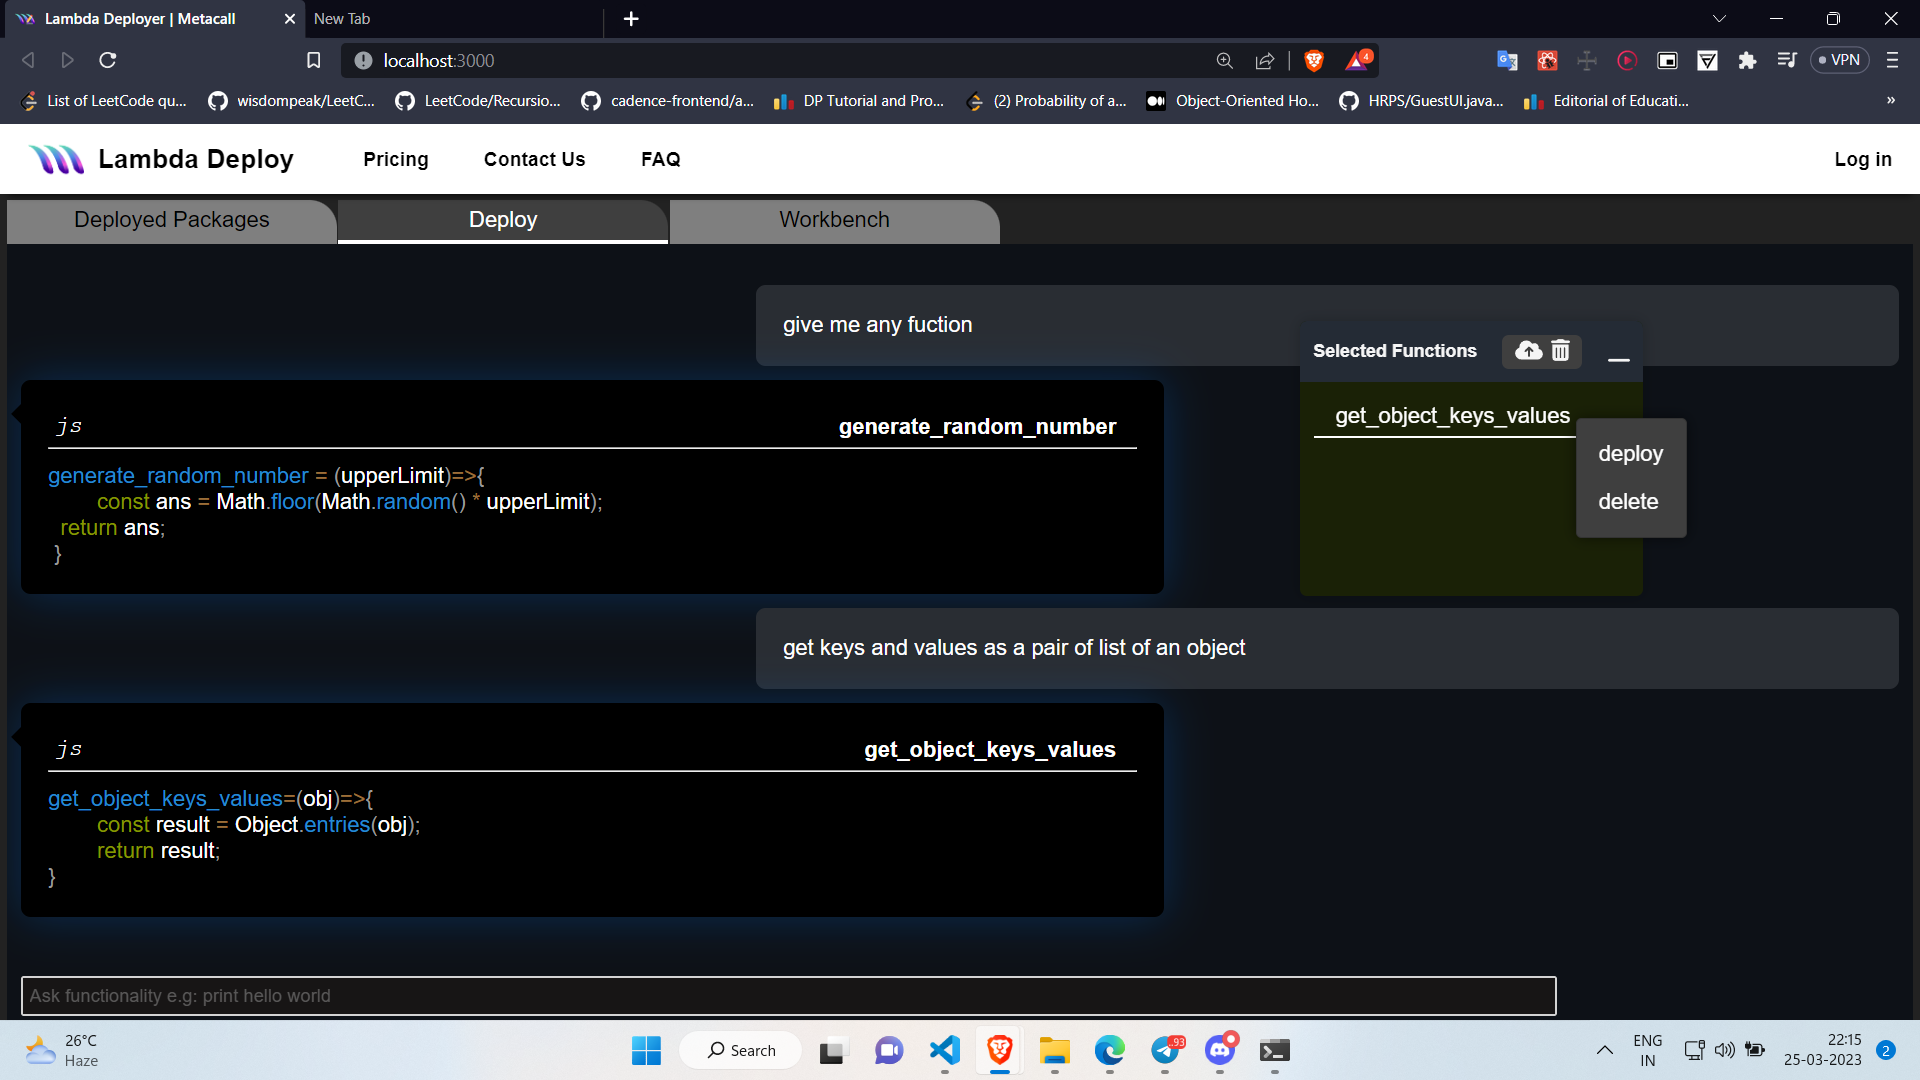 Lambda Deployer | Metacall
New Tab
localhost:3000
4
VPN
List of LeetCode qu...
wisdompeak/LeetC...
LeetCode/Recursio...
cadence-frontend/a...
DP Tutorial and Pro...
(2) Probability of a...
Object-Oriented Ho...
HRPS/GuestUI.java...
Editorial of Educati...
»
Lambda Deploy
Pricing
Contact Us
FAQ
Log in
Deployed Packages
Deploy
Workbench
give me any fuction
Selected Functions
get_object_keys_values
deploy
delete
js
generate_random_number
generate_random_number = (upperLimit)=>{
const ans = Math.floor(Math.random() * upperLimit);
return ans;
}
get keys and values as a pair of list of an object
js
get_object_keys_values
get_object_keys_values=(obj)=>{
const result = Object.entries(obj);
return result;
}
Ask functionality e.g: print hello world
26°C
Haze
Search
93
ENG
IN
22:15
25-03-2023
2